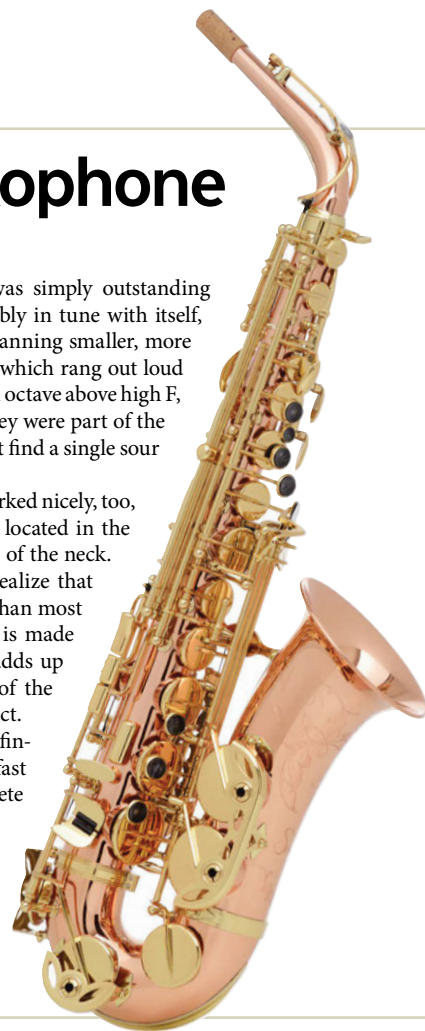 ophone
was simply outstanding
bly in tune with itself,
anning smaller, more
which rang out loud
octave above high F,
ey were part of the
t find a single sour
rked nicely, too,
located in the
of the neck.
ealize that
han most
is made
dds up
of the
ct.
fin-
fast
ete